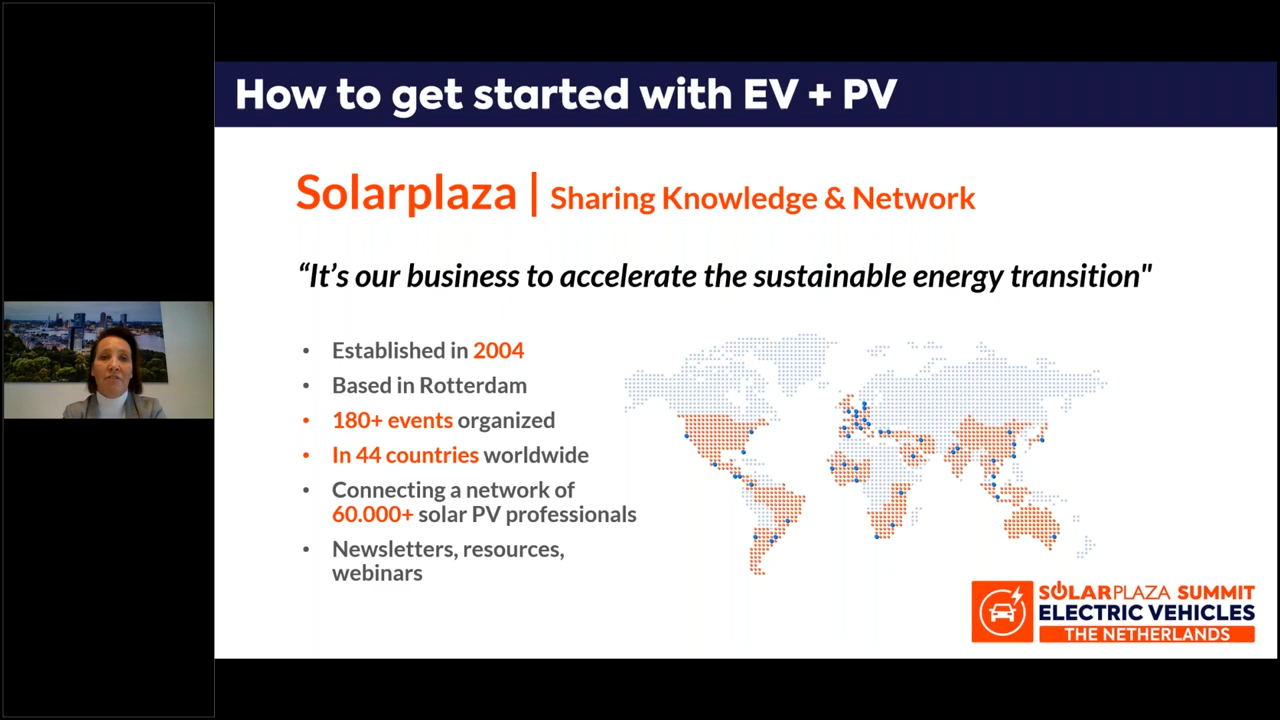 How to get started with EV + PV
Solarplaza | Sharing Knowledge & Network
“It’s our business to accelerate the sustainable energy transition"
• Established in 2004
• Based in Rotterdam
• 180+ events organized
• In 44 countries worldwide
• Connecting a network of
60.000+ solar PV professionals
• Newsletters, resources,
webinars
SOLARPLAZA SUMMIT
ELECTRIC VEHICLES
THE NETHERLANDS